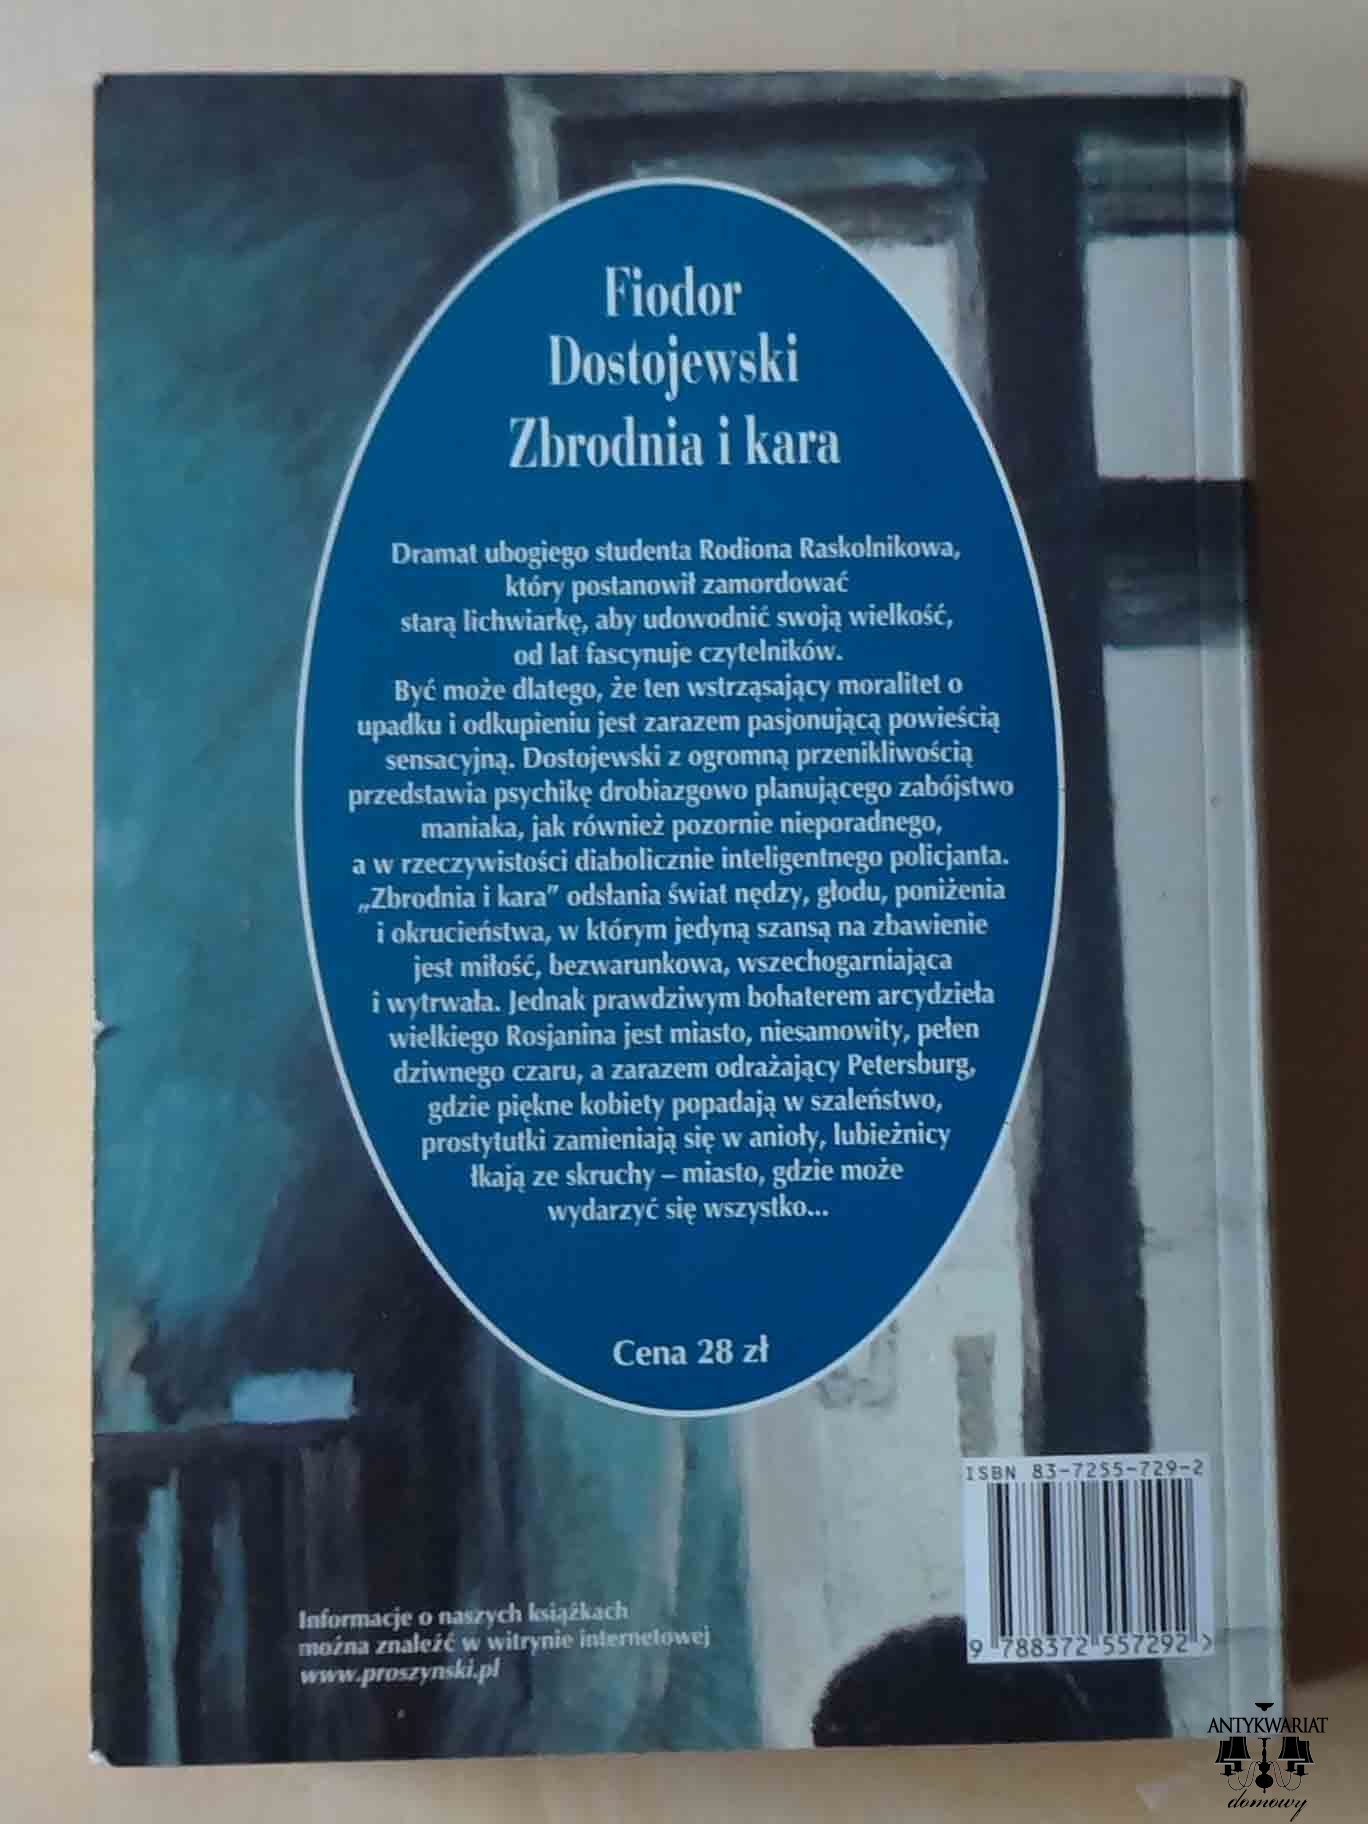 Fiodor
Dostojewski
Zbrodnia i kara
Dramat ubogiego studenta Rodiona Raskolnikowa,
który postanowił zamordować
starą lichwiarkę, aby udowodnić swoją wielkość,
od lat fascynuje czytelników.
Być może dlatego, że ten wstrząsający moralitet o
upadku i odkupieniu jest zarazem pasjonującą powieścią
sensacyjną. Dostojewski z ogromną przenikliwością
przedstawia psychikę drobiazgowo planującego zabójstwo
maniaka, jak również pozornie nieporadnego,
a w rzeczywistości diabolicznie inteligentnego policjanta.
„Zbrodnia i kara” odsłania świat nędzy, głodu, poniżenia
i okrucieństwa, w którym jedyną szansą na zbawienie
jest miłość, bezwarunkowa, wszechogarniająca
i wytrwała. Jednak prawdziwym bohaterem arcydzieła
wielkiego Rosjanina jest miasto, niesamowity, pełen
dziwnego czaru, a zarazem odrażający Petersburg,
gdzie piękne kobiety popadają w szaleństwo,
prostytutki zamieniają się w anioły, lubieżnicy
łkają ze skruchy – miasto, gdzie może
wydarzyć się wszystko...
Cena 28 zł
ISBN 83-7255-729-2
9 788372 557292 >
Informacje o naszych książkach
można znaleźć w witrynie internetowej
www.proszynski.pl
ANTYKWARIAT
domowy